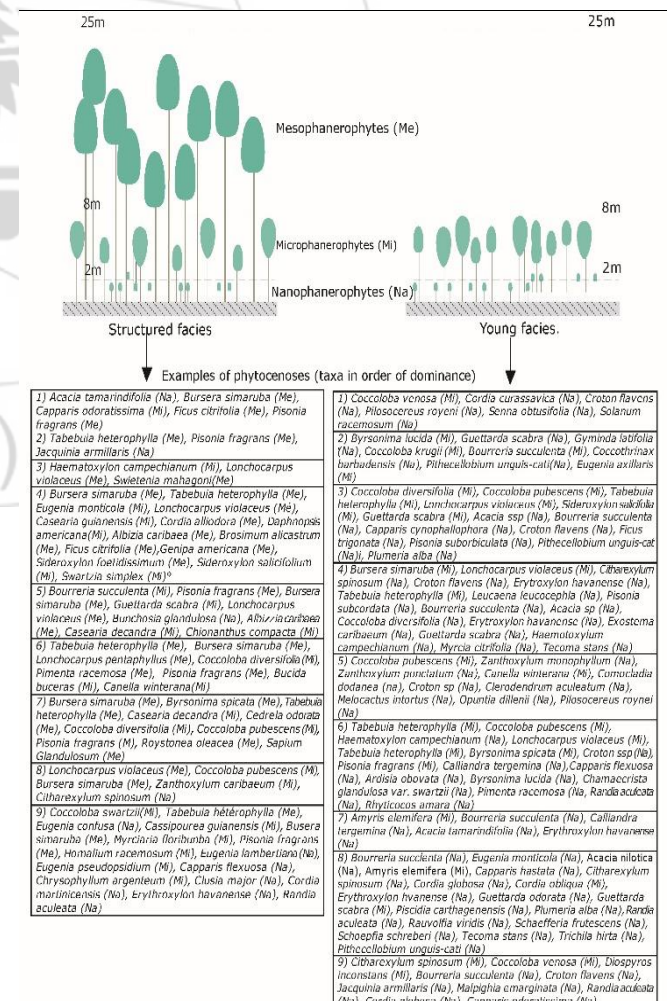 25m
25m
Mesophanerophytes (Me)
8m
8m
Microphanerophytes (Mi)
2m
2m
Nanophanerophytes (Na)
Structured facies
Young facies.
Examples of phytocenoses (taxa in order of dominance)
1) Acacia tamarindifolia (Na), Bursera simaruba (Me),
Capparis odoratissima (Mi), Ficus citrifolia (Me), Pisonia
fragrans (Me)
2) Tabebuia heterophylla (Me), Pisonia fragrans (Me),
Jacquinia armillaris (Na)
3) Haematoxylon campechianum (Mi), Lonchocarpus
violaceus (Me), Swietenia mahagoni(Me)
4) Bursera simaruba (Me), Tabebuia heterophylla (Me),
Eugenia monticola (Mi), Lonchocarpus violaceus (Mé),
Casearia guianensis (Mi), Cordia alliodora (Me), Daphnopsis
americana(Mi), Albizia caribaea (Me), Brosimum alicastrum
(Me), Ficus citrifolia (Me),Genipa americana (Me),
Sideroxylon foetidissimum (Me), Sideroxylon salicifolium
(Mi), Swartzia simplex (Mi)°
5) Bourreria succulenta (Mi), Pisonia fragrans (Me), Bursera
simaruba (Me), Guettarda scabra (Mi), Lonchocarpus
violaceus (Me), Bunchosia glandulosa (Na), Albizzia caribaea
(Me), Casearia decandra (Mi), Chionanthus compacta (Mi)
6) Tabebuia heterophylla (Me), Bursera simaruba (Me),
Lonchocarpus pentaphyllus (Me), Coccoloba diversifolia(Mi),
Pimenta racemosa (Me), Pisonia fragrans (Me), Bucida
buceras (Mi), Canella winterana(Mi)
7) Bursera simaruba (Me), Byrsonima spicata (Me), Tabebuia
heterophylla (Me), Casearia decandra (Mi), Cedrela odorata
(Me), Coccoloba diversifolia (Mi), Coccoloba pubescens(Mi),
Pisonia fragrans (M), Roystonea oleacea (Me), Sapium
Glandulosum (Me)
8) Lonchocarpus violaceus (Me), Coccoloba pubescens (Mi),
Bursera simaruba (Me), Zanthoxylum caribaeum (Mi),
Citharexylum spinosum (Na)
9) Coccoloba swartzii(Mi), Tabebuia hétérophylla (Me),
Eugenia confusa (Na), Cassipourea guianensis (Mi), Busera
simaruba (Me), Myrciaria floribunba (Mi), Pisonia fragrans
(Me), Homalium racemosum (Mi), Eugenia lambertiana(Na),
Eugenia pseudopsidium (Mi), Capparis flexuosa (Na),
Chrysophyllum argenteum (Mi), Clusia major (Na), Cordia
martinicensis (Na), Erythroxylon havanense (Na), Randia
aculeata (Na)
1) Coccoloba venosa (Mi), Cordia curassavica (Na), Croton flavens
(Na), Pilosocereus royeni (Na), Senna obtusifolia (Na), Solanum
racemosum (Na)
2) Byrsonima lucida (Mi), Guettarda scabra (Na), Gyminda latifolia
(Na), Coccoloba krugii (Mi), Bourreria succulenta (Mi), Coccothrinax
barbadensis (Na), Pithecellobium unguis-cati(Na), Eugenia axillaris
(Mi)
3) Coccoloba diversifolia (Mi), Coccoloba pubescens (Mi), Tabebuia
heterophylla (Mi), Lonchocarpus violaceus (Mi), Sideroxylon salicifolia
(Mi), Guettarda scabra (Mi), Acacia ssp (Na), Bourreria succulenta
(Na), Capparis cynophallophora (Na), Croton flavens (Na), Ficus
trigonata (Na), Pisonia suborbiculata (Na), Pithecellobium unguis-cat
(Na)i, Plumeria alba (Na)
4) Bursera simaruba (Mi), Lonchocarpus violaceus (Mi), Citharexylum
spinosum (Na), Croton flavens (Na), Erytroxylon havanense (Na),
Tabebuia heterophylla (Mi), Leucaena leucocephla (Na), Pisonia
subcordata (Na), Bourreria succulenta (Na), Acacia sp (Na),
Coccoloba diversifolia (Na), Erytroxylon havanense (Na), Exostema
caribaeum (Na), Guettarda scabra (Na), Haemotoxylum
campechianum (Na), Myrcia citrifolia (Na), Tecoma stans (Na)
5) Coccoloba pubescens (Mi), Zanthoxylum monophyllum (Na),
Zanthoxylum ponctatum (Na), Canella winterana (Mi), Comocladia
dodanea (na), Croton sp (Na), Clerodendrum aculeatum (Na),
Melocactus intortus (Na), Opuntia dillenii (Na), Pilosocereus roynei
(Na)
6) Tabebuia heterophylla (Mi), Coccoloba pubescens (Mi),
Haematoxylon campechianum (Na), Lonchocarpus violaceus (Mi),
Tabebuia heterophylla (Mi), Byrsonima spicata (Mi), Croton ssp(Na),
Pisonia fragrans (Mi), Calliandra tergemina (Na),Capparis flexuosa
(Na), Ardisia obovata (Na), Byrsonima lucida (Na), Chamaecrista
glandulosa var. swartzii (Na), Pimenta racemosa (Na), Randia aculeata
(Na), Rhyticocos amara (Na)
7) Amyris elemifera (Mi), Bourreria succulenta (Na), Calliandra
tergemina (Na), Acacia tamarindifolia (Na), Erythroxylon havanense
(Na)
8) Bourreria succlenta (Na), Eugenia monticola (Na), Acacia nilotica
(Na), Amyris elemifera (Mi), Capparis hastata (Na), Citharexylum
spinosum (Na), Cordia globosa (Na), Cordia obliqua (Mi),
Erythroxylon hvanense (Na), Guettarda odorata (Na), Guettarda
scabra (Mi), Piscidia carthagenensis (Na), Plumeria alba (Na),Randia
aculeata (Na), Rauvolfia viridis (Na), Schaefferia frutescens (Na),
Schoepfia schreberi (Na), Tecoma stans (Na), Trichila hirta (Na),
Pithecellobium unguis-cati (Na)
9) Citharexylum spinosum (Mi), Coccoloba venosa (Mi), Diospyros
inconstans (Mi), Bourreria succulenta (Na), Croton flavens (Na),
Jacquinia armillaris (Na), Malpighia emarginata (Na), Randia aculeata
(Na), Cordia globosa (Na), Capparis odoratissima (Na)